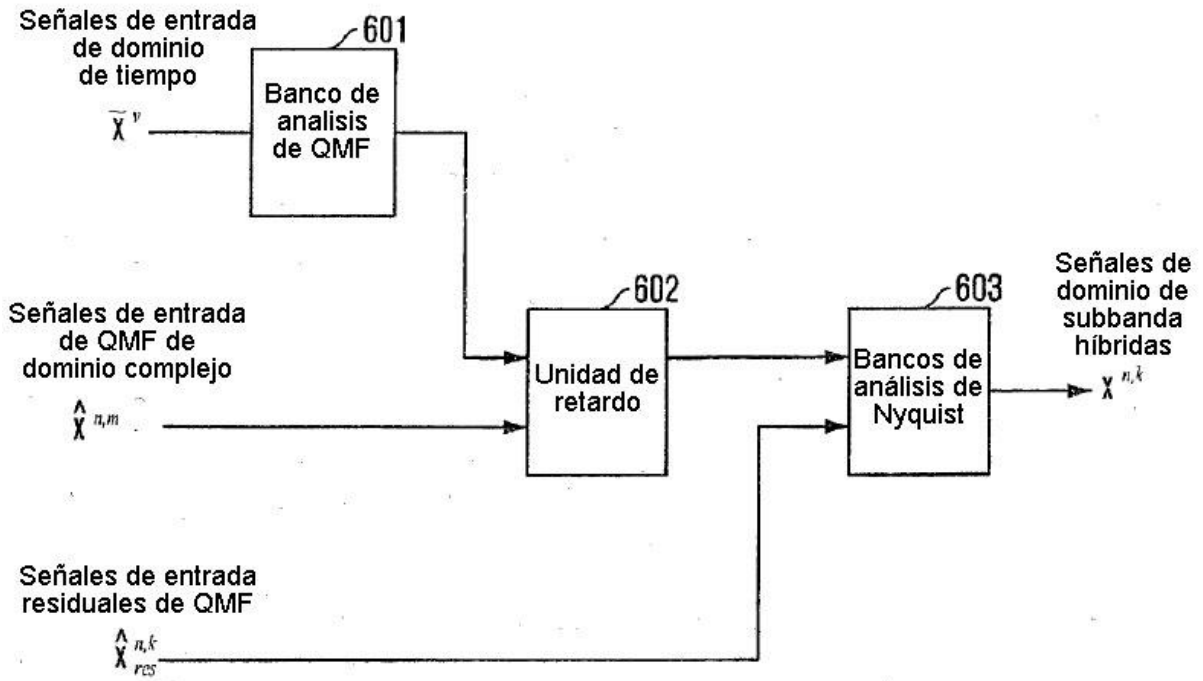 Señales de entrada
de dominio
de tiempo
601
Banco de
analisis
de QMF
x̃ ν
Señales de entrada
de QMF de
dominio complejo
x̂ n,m
602
Unidad de
retardo
603
Bancos de
análisis de
Nyquist
Señales de
dominio de
subbanda
híbridas
x n,k
Señales de entrada
residuales de QMF
x̂ n,k
res